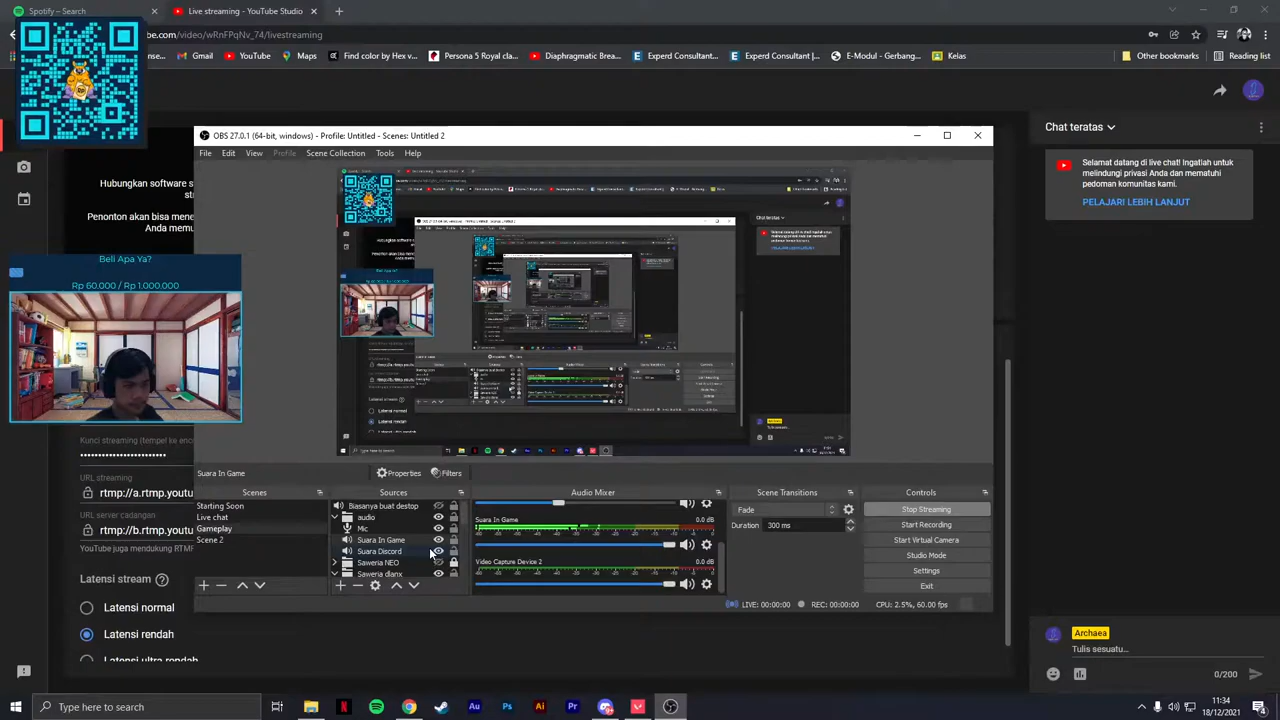 Spotify – Search
Live streaming - YouTube Studio
be.com/video/wRnFPqNv_74/livestreaming
Gmail
YouTube
Maps
Find color by Hex v...
Persona 5 Royal co...
Diaphragmatic Brea...
Experd Consultant...
Experd Consultant |...
E-Modul - Gerbang...
Kelas
Other bookmarks
Reading list
Chat teratas
Selamat datang di live chat! Ingatlah untuk
melindungi privasi dan mematuhi
pedoman komunitas kami.
PELAJARI LEBIH LANJUT
Hubungkan software s
Penonton akan bisa mene
Anda memu
Beli Apa Ya?
Rp 60.000 / Rp 1.000.000
Kunci streaming (tempel ke enc
URL streaming
rtmp://a.rtmp.youtu
URL server cadangan
rtmp://b.rtmp.youtu
YouTube juga mendukung RTMP
Latensi stream
Latensi normal
Latensi rendah
Latensi ultra rendah
OBS 27.0.1 (64-bit, windows) - Profile: Untitled - Scenes: Untitled 2
File
Edit
View
Profile
Scene Collection
Tools
Help
Suara In Game
Properties
Filters
Scenes
Starting Soon
Live chat
Gameplay
Scene 2
Sources
Biasanya buat destop
audio
Mic
Suara In Game
Suara Discord
Saweria NEO
Saweria dlanx
Audio Mixer
Suara In Game
0.0 dB
Video Capture Device 2
0.0 dB
Scene Transitions
Fade
Duration
300 ms
Controls
Stop Streaming
Start Recording
Start Virtual Camera
Studio Mode
Settings
Exit
LIVE: 00:00:00
REC: 00:00:00
CPU: 2.5%, 60.00 fps
Archaea
Tulis sesuatu...
0/200
Type here to search
11:34
18/12/2021